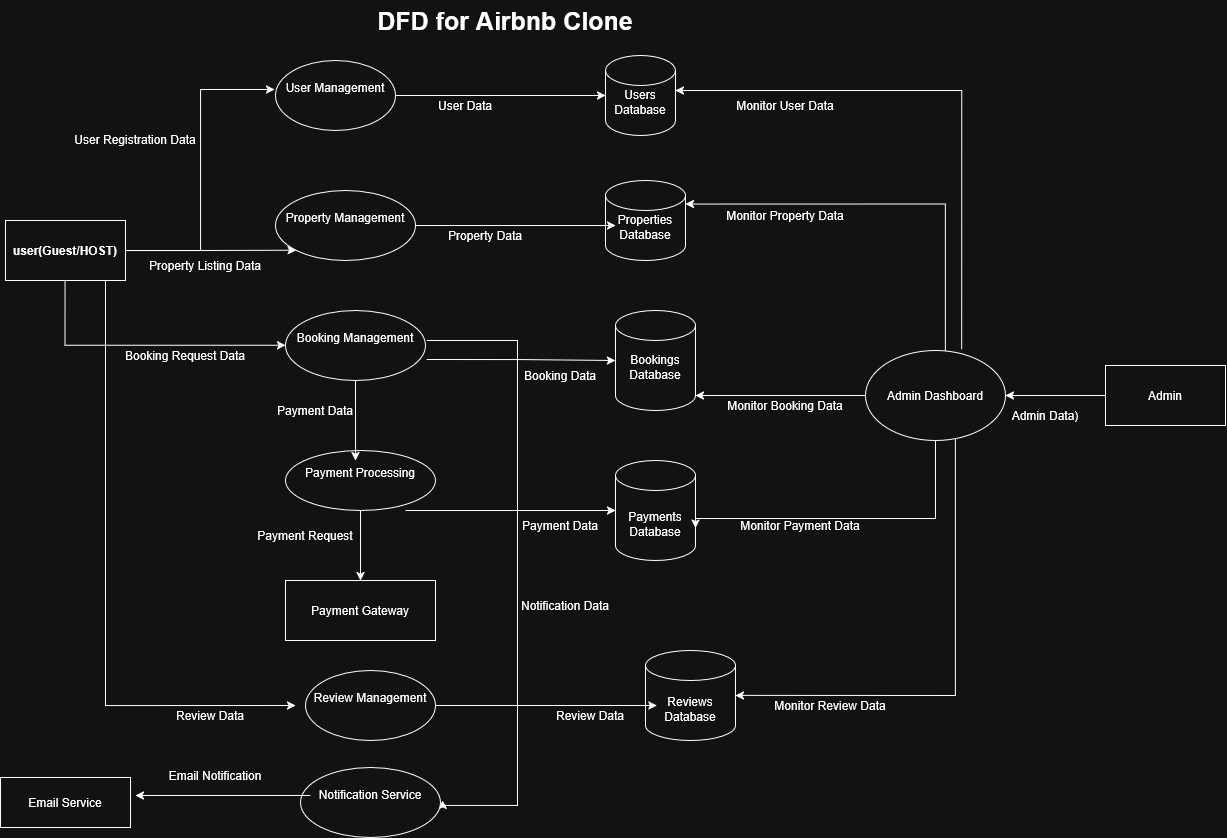 DFD for Airbnb Clone
User Management
User Data
Users
Database
Monitor User Data
User Registration Data
Property Management
Property Data
Properties
Database
Monitor Property Data
user(Guest/HOST)
Property Listing Data
Booking Management
Booking Request Data
Booking Data
Bookings
Database
Monitor Booking Data
Admin Dashboard
Admin Data)
Admin
Payment Data
Payment Processing
Payment Request
Payment Data
Payments
Database
Monitor Payment Data
Payment Gateway
Notification Data
Review Management
Review Data
Review Data
Reviews
Database
Monitor Review Data
Email Notification
Notification Service
Email Service